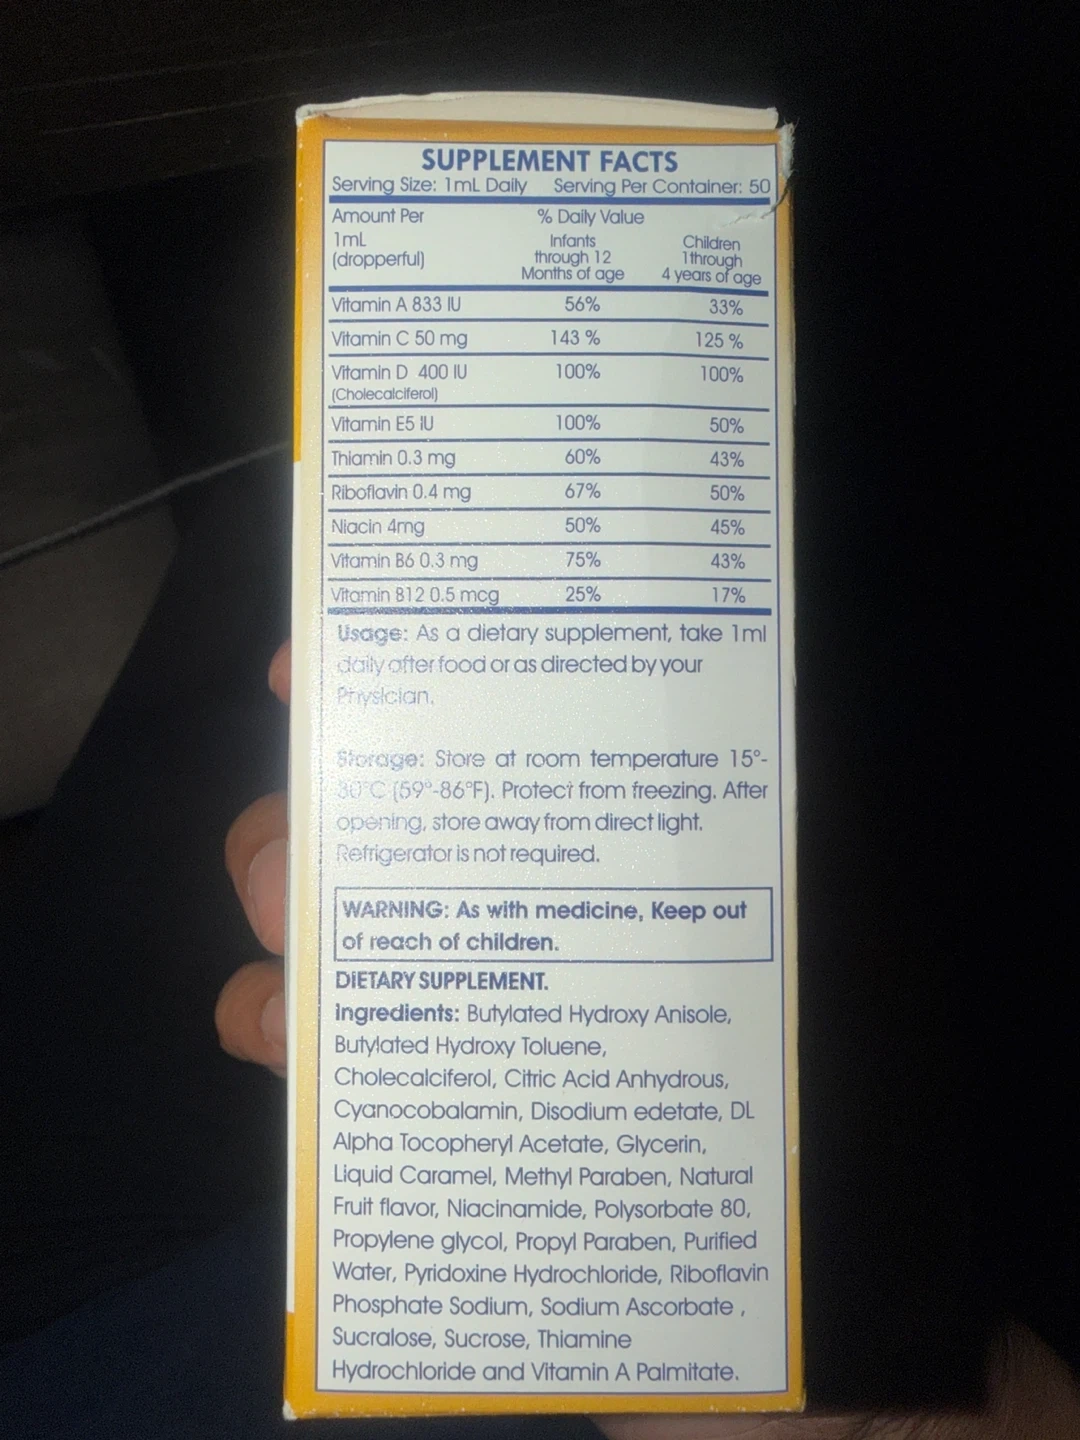 SUPPLEMENT FACTS
Serving Size: 1mL Daily Serving Per Container: 50
Amount Per % Daily Value
1mL Infants Children
(dropperful) through 12 1through
Months of age 4 years of age
Vitamin A 833 IU 56% 33%
Vitamin C 50 mg 143 % 125 %
Vitamin D 400 IU 100% 100%
(Cholecalciferol)
Vitamin E5 IU 100% 50%
Thiamin 0.3 mg 60% 43%
Riboflavin 0.4 mg 67% 50%
Niacin 4mg 50% 45%
Vitamin B6 0.3 mg 75% 43%
Vitamin B12 0.5 mcg 25% 17%
Usage: As a dietary supplement, take 1ml
daily after food or as directed by your
Physician.
Storage: Store at room temperature 15°-
30°C (59°-86°F). Protect from freezing. After
opening, store away from direct light.
Refrigerator is not required.
WARNING: As with medicine, Keep out
of reach of children.
DIETARY SUPPLEMENT.
Ingredients: Butylated Hydroxy Anisole,
Butylated Hydroxy Toluene,
Cholecalciferol, Citric Acid Anhydrous,
Cyanocobalamin, Disodium edetate, DL
Alpha Tocopheryl Acetate, Glycerin,
Liquid Caramel, Methyl Paraben, Natural
Fruit flavor, Niacinamide, Polysorbate 80,
Propylene glycol, Propyl Paraben, Purified
Water, Pyridoxine Hydrochloride, Riboflavin
Phosphate Sodium, Sodium Ascorbate ,
Sucralose, Sucrose, Thiamine
Hydrochloride and Vitamin A Palmitate.